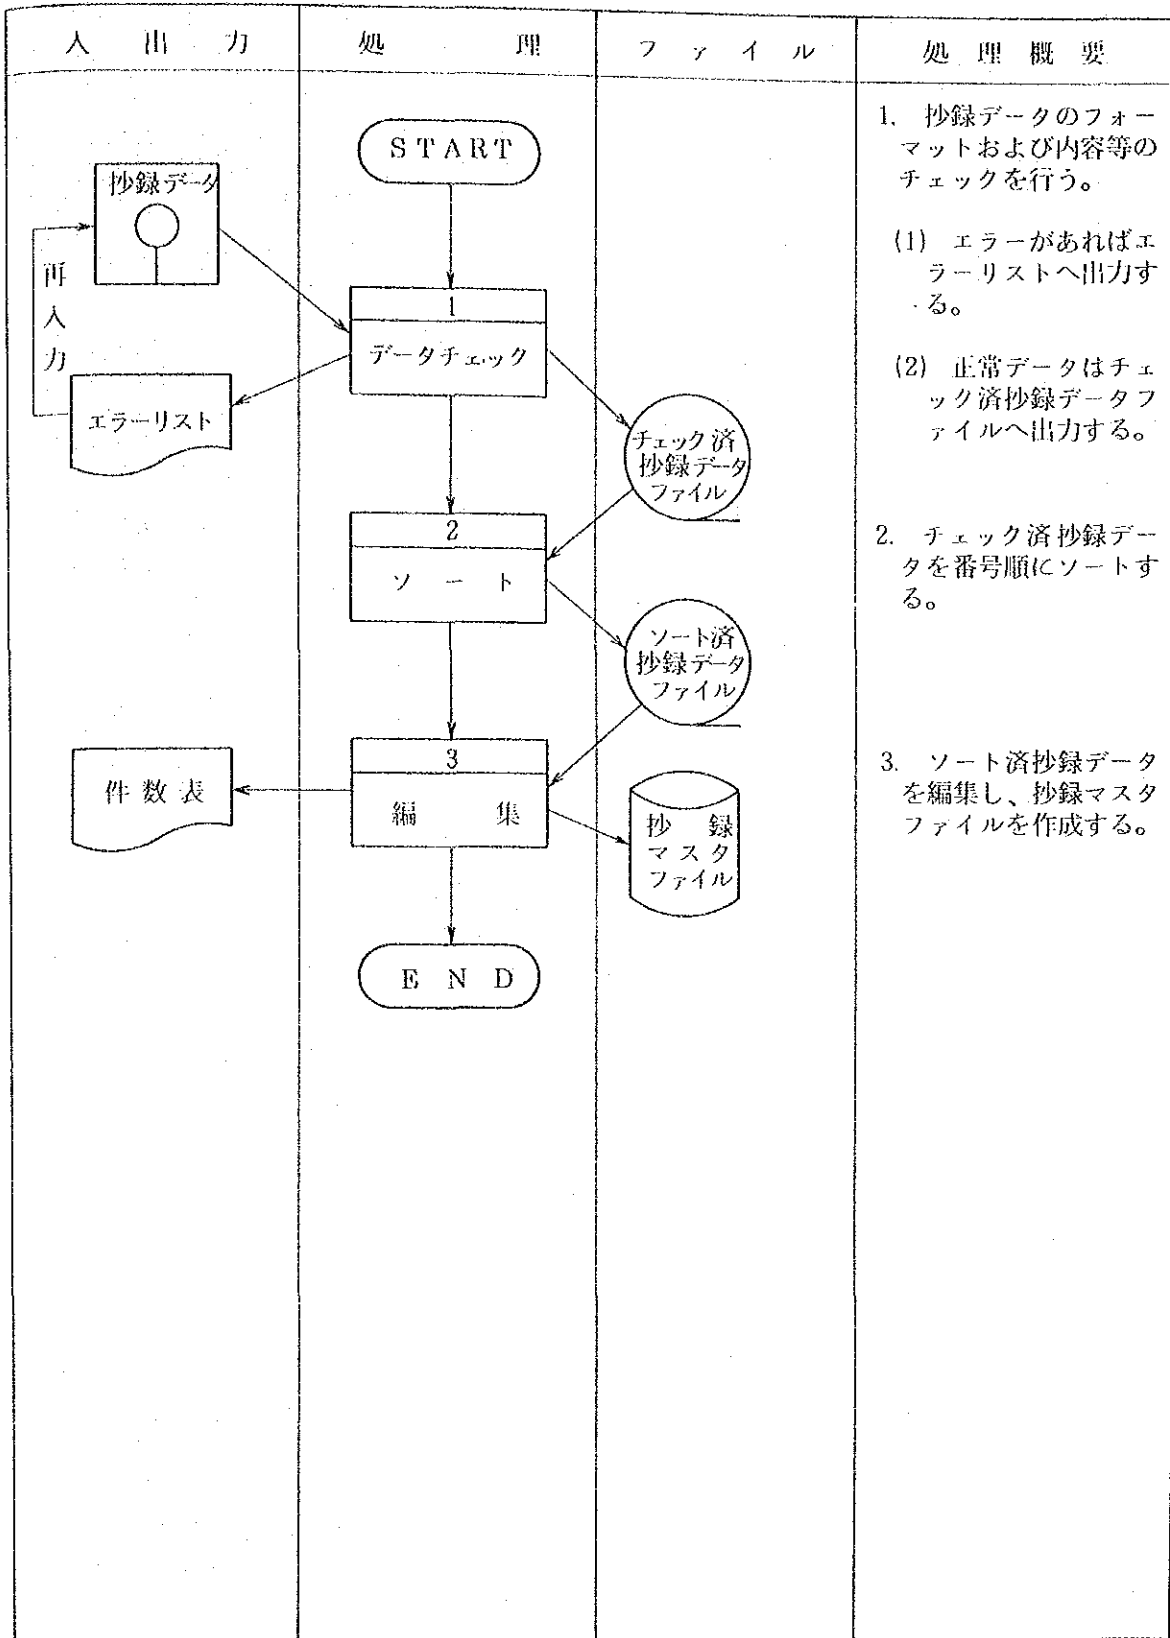 入出力
処理
ファイル
処理概要
START
抄録データ
再入力
1
データチェック
エラーリスト
チェック済
抄録データ
ファイル
2
ソート
ソート済
抄録データ
ファイル
3
編集
件数表
抄録
マスタ
ファイル
END
1. 抄録データのフォー
マットおよび内容等の
チェックを行う。
(1) エラーがあればエ
ラーリストへ出力す
る。
(2) 正常データはチェ
ック済抄録データフ
ァイルへ出力する。
2. チェック済抄録デー
タを番号順にソートす
る。
3. ソート済抄録データ
を編集し、抄録マスタ
ファイルを作成する。